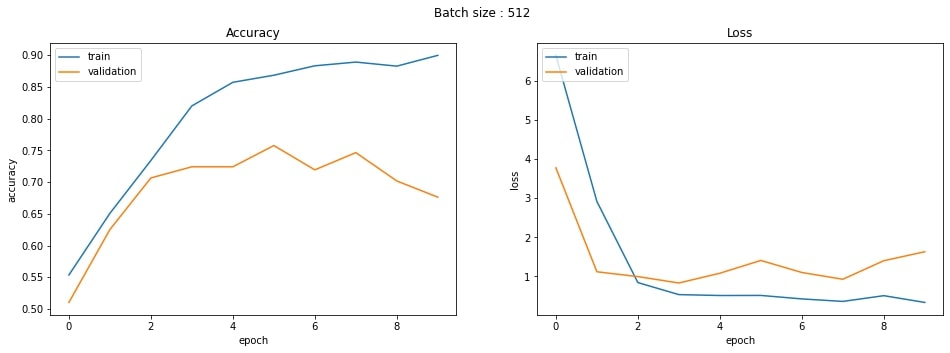 Batch size : 512
Accuracy
train
validation
0.90
0.85
0.80
0.75
0.70
0.65
0.60
0.55
0.50
accuracy
0
2
4
6
8
epoch
Loss
train
validation
6
5
4
3
2
1
loss
0
2
4
6
8
epoch